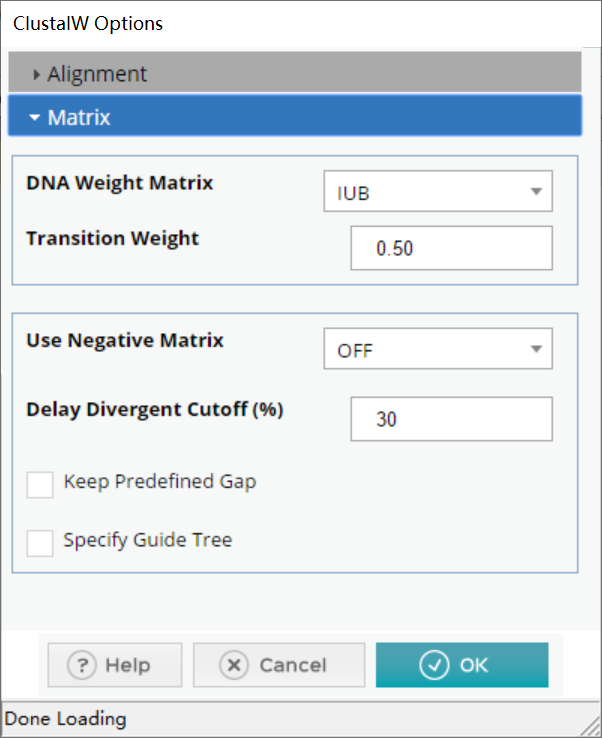 ClustalW Options
Alignment
Matrix
DNA Weight Matrix
IUB
Transition Weight
0.50
Use Negative Matrix
OFF
Delay Divergent Cutoff (%)
30
Keep Predefined Gap
Specify Guide Tree
? Help
Cancel
OK
Done Loading